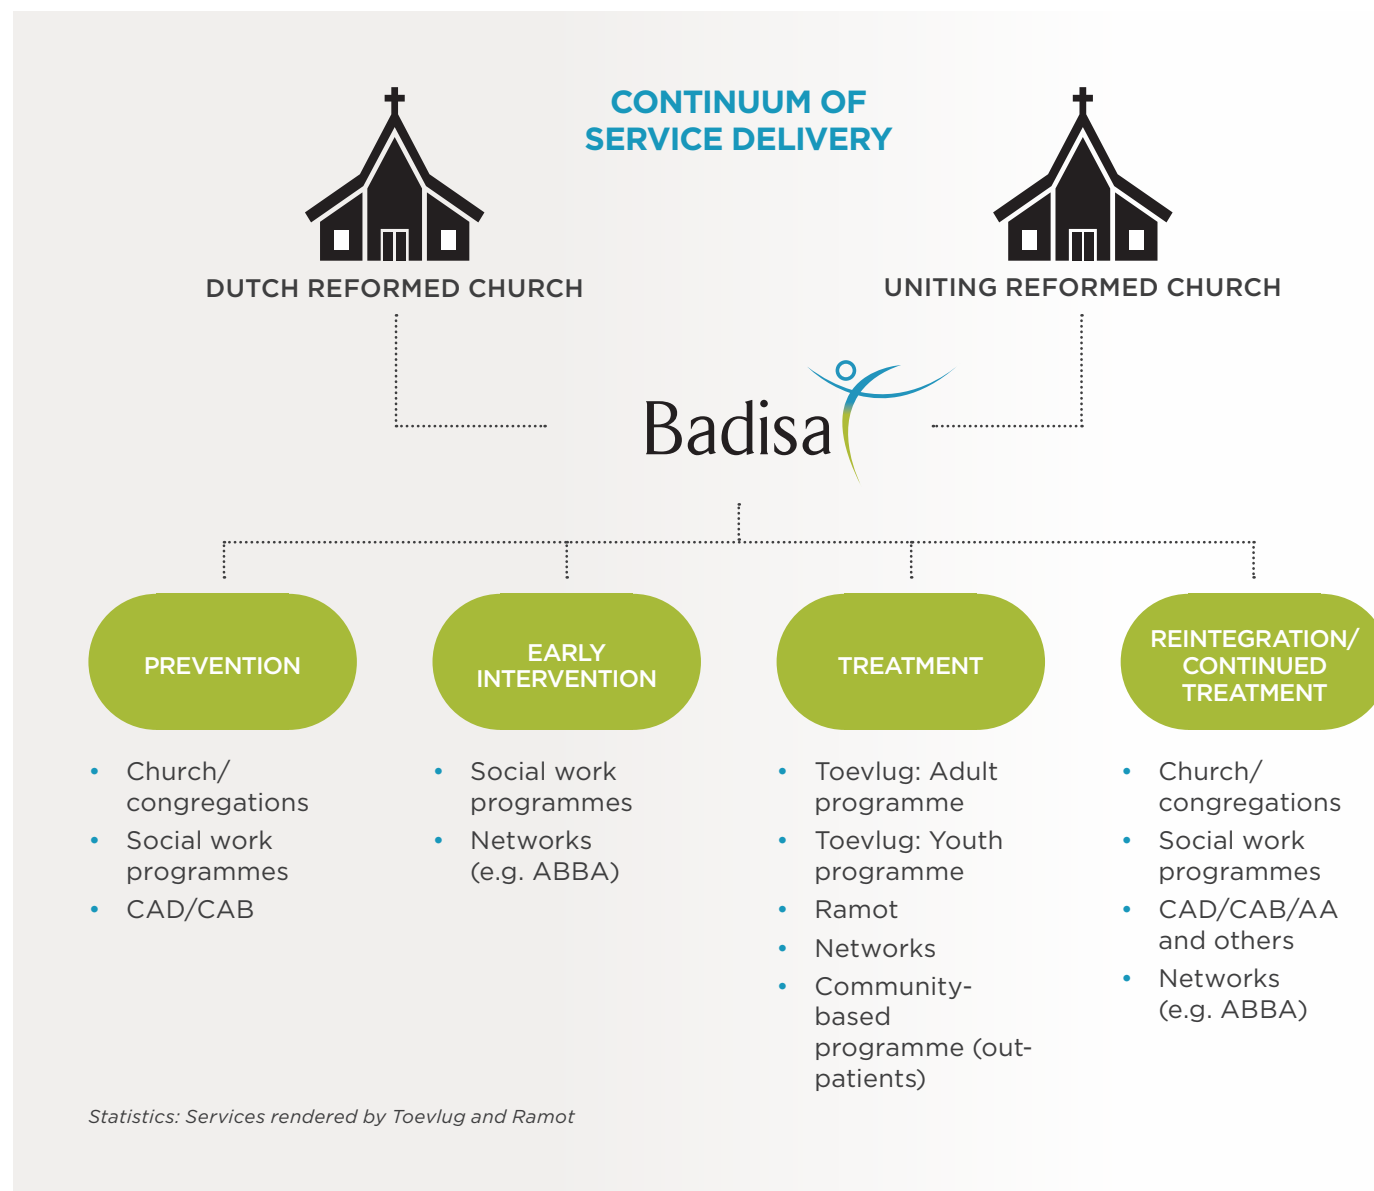 CONTINUUM OF
SERVICE DELIVERY
DUTCH REFORMED CHURCH
UNITING REFORMED CHURCH
Badisa
PREVENTION
• Church/
congregations
• Social work
programmes
• CAD/CAB
EARLY
INTERVENTION
• Social work
programmes
• Networks
(e.g. ABBA)
TREATMENT
• Toevlug: Adult
programme
• Toevlug: Youth
programme
• Ramot
• Networks
• Community-
based
programme (out-
patients)
REINTEGRATION/
CONTINUED
TREATMENT
• Church/
congregations
• Social work
programmes
• CAD/CAB/AA
and others
• Networks
(e.g. ABBA)
Statistics: Services rendered by Toevlug and Ramot